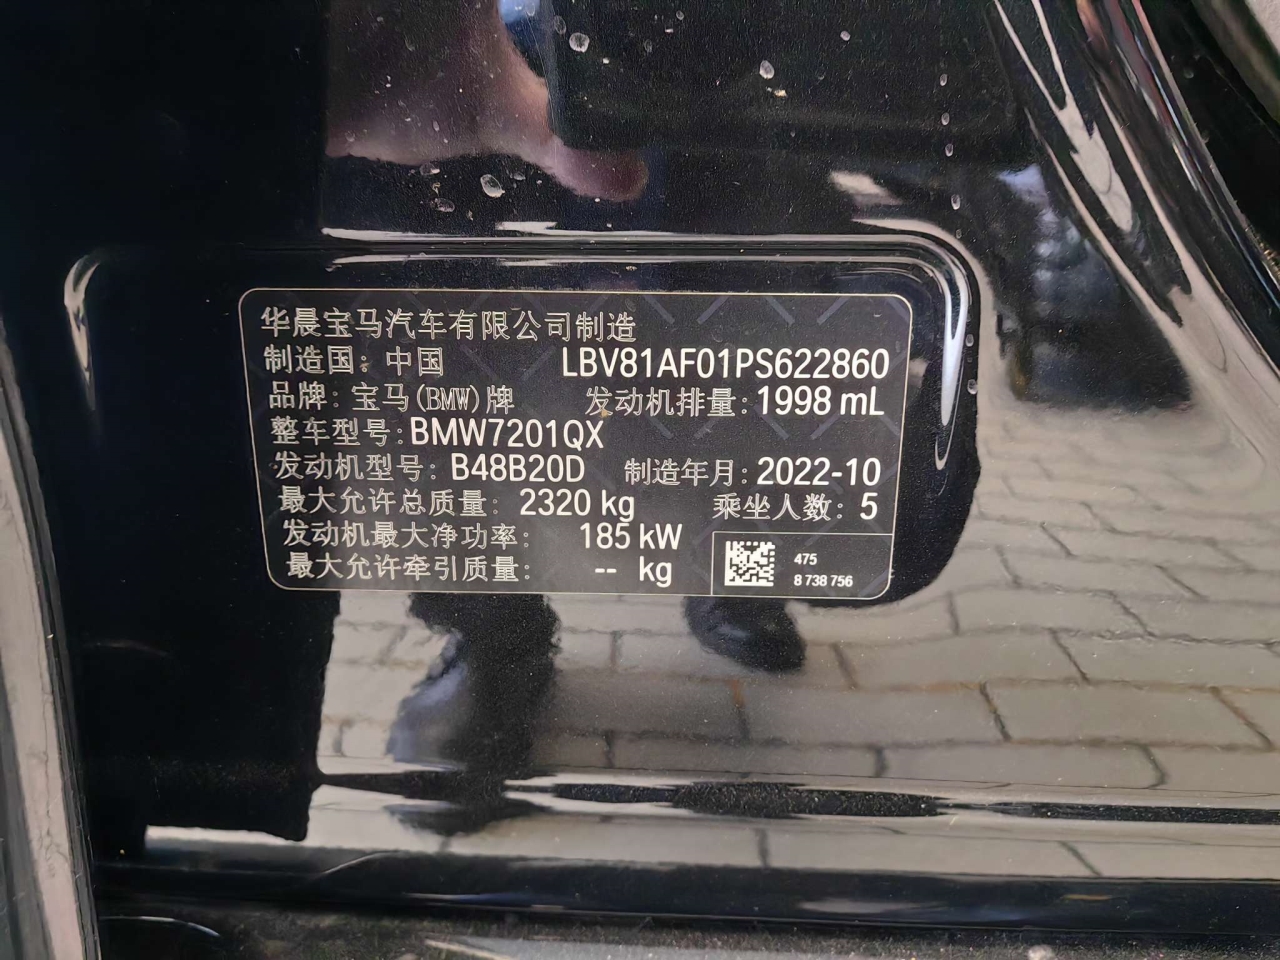 华晨宝马汽车有限公司制造
制造国：中国 LBV81AF01PS622860
品牌：宝马(BMW)牌 发动机排量：1998 mL
整车型号：BMW7201QX
发动机型号：B48B20D 制造年月：2022-10
最大允许总质量：2320 kg 乘坐人数：5
发动机最大净功率：185 kW
最大允许牵引质量：-- kg
475
8 738 756